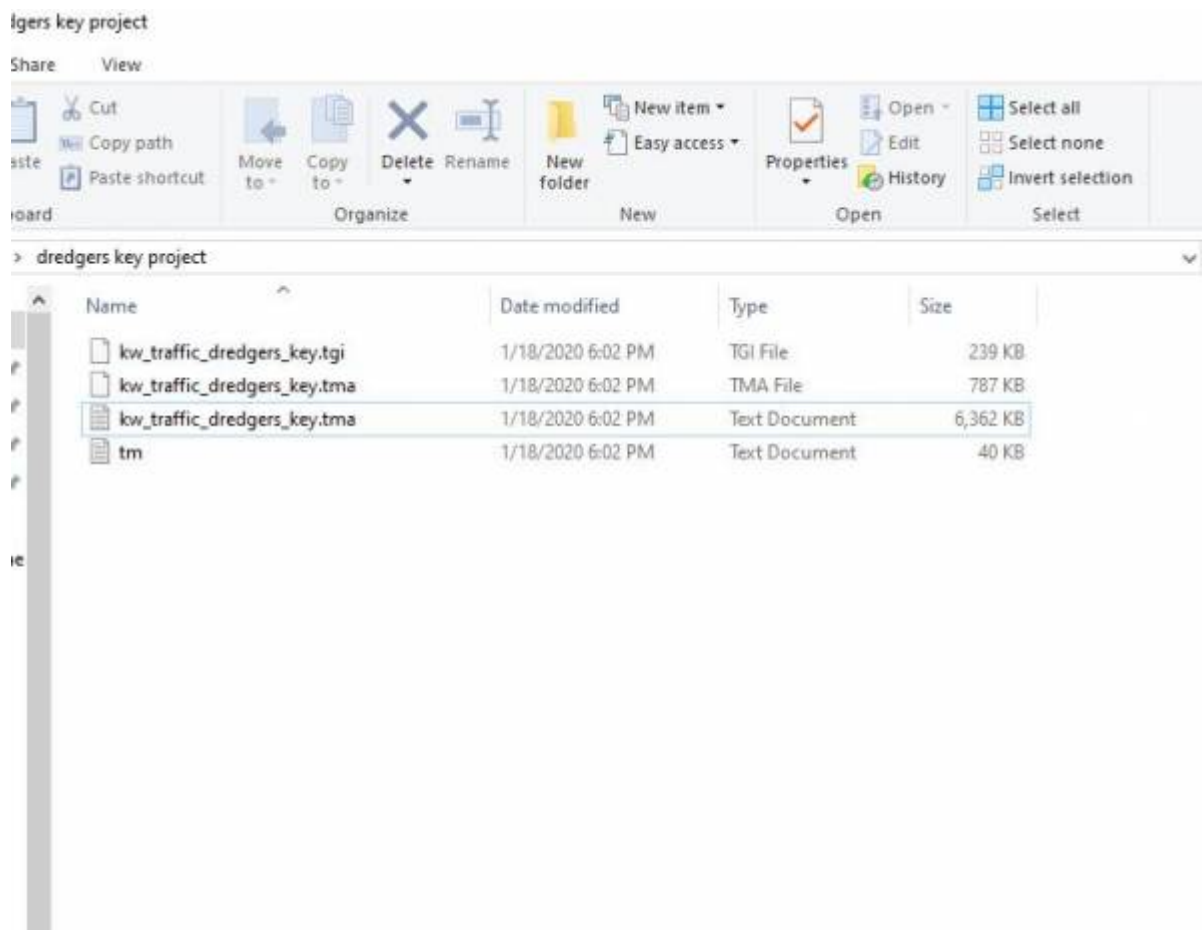 dgers key project
Share View
Cut
Copy path
Paste shortcut
Move to
Copy to
Delete
Rename
New folder
New item
Easy access
Properties
Open
Edit
History
Select all
Select none
Invert selection
Organize New Open Select
> dredgers key project
Name Date modified Type Size
kw_traffic_dredgers_key.tgi 1/18/2020 6:02 PM TGI File 239 KB
kw_traffic_dredgers_key.tma 1/18/2020 6:02 PM TMA File 787 KB
kw_traffic_dredgers_key.tma 1/18/2020 6:02 PM Text Document 6,362 KB
tm 1/18/2020 6:02 PM Text Document 40 KB